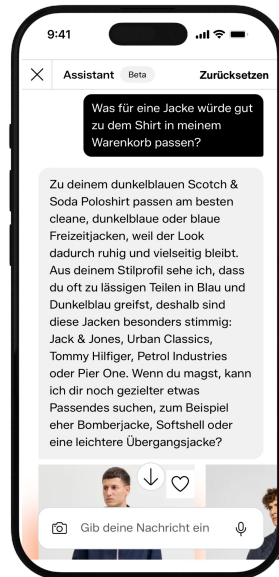 9:41
Assistant Beta Zurücksetzen
Was für eine Jacke würde gut
zu dem Shirt in meinem
Warenkorb passen?
Zu deinem dunkelblauen Scotch &
Soda Poloshirt passen am besten
cleane, dunkelblaue oder blaue
Freizeitjacken, weil der Look
dadurch ruhig und vielseitig bleibt.
Aus deinem Stilprofil sehe ich, dass
du oft zu lässigen Teilen in Blau und
Dunkelblau greifst, deshalb sind
diese Jacken besonders stimmig:
Jack & Jones, Urban Classics,
Tommy Hilfiger, Petrol Industries
oder Pier One. Wenn du magst, kann
ich dir noch gezielter etwas
Passendes suchen, zum Beispiel
eher Bomberjacke, Softshell oder
eine leichtere Übergangsjacke?
Gib deine Nachricht ein